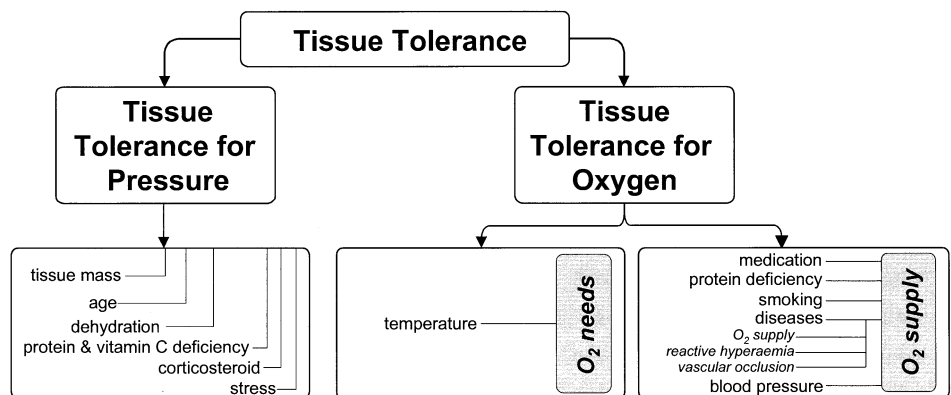 Tissue Tolerance
Tissue
Tolerance for
Pressure
Tissue
Tolerance for
Oxygen
tissue mass
age
dehydration
protein & vitamin C deficiency
corticosteroid
stress
temperature
O₂ needs
medication
protein deficiency
smoking
diseases
O₂ supply
reactive hyperaemia
vascular occlusion
blood pressure
O₂ supply